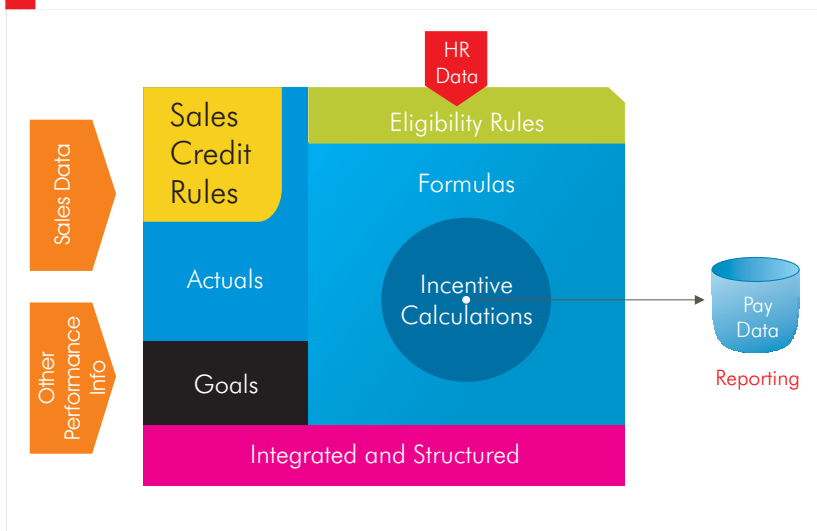 HR
Data
Sales
Credit
Rules
Eligibility Rules
Sales Data
Formulas
Actuals
Incentive
Calculations
Pay
Data
Other
Performance
Info
Goals
Reporting
Integrated and Structured